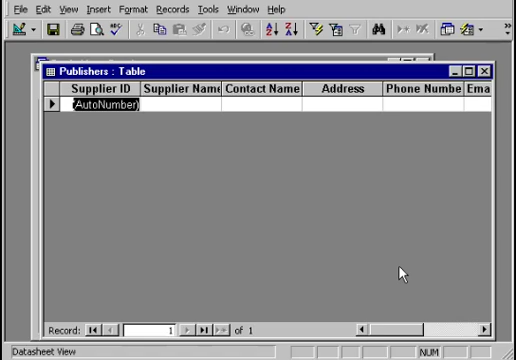 File Edit View Insert Format Records Tools Window Help
Publishers : Table
Supplier ID Supplier Name Contact Name Address Phone Numbe Ema
(AutoNumber)
Record: 1 of 1
Datasheet View NUM